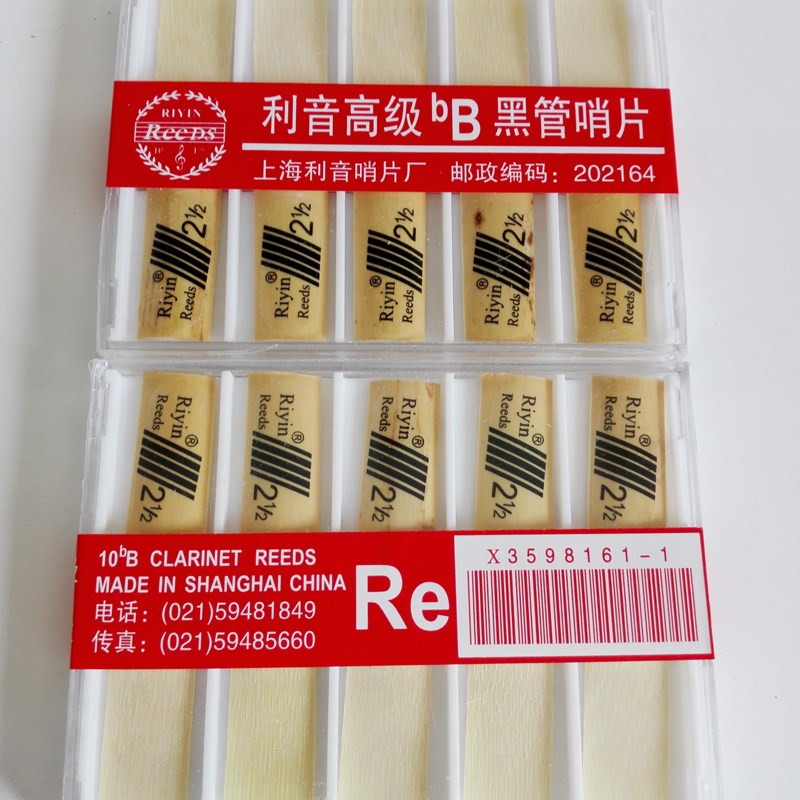 RIYIN
Reeds
利音高级 bB 黑管哨片
上海利音哨片厂 邮政编码：202164
2½
2½
2½
2½
2½
Riyin® Reeds
Riyin® Reeds
Riyin® Reeds
Riyin® Reeds
Riyin® Reeds
Riyin® Reeds
Riyin® Reeds
Riyin® Reeds
Riyin® Reeds
Riyin® Reeds
2½
2½
2½
2½
2½
10bB CLARINET REEDS
MADE IN SHANGHAI CHINA
电话：(021)59481849
传真：(021)59485660
Re
X3598161-1